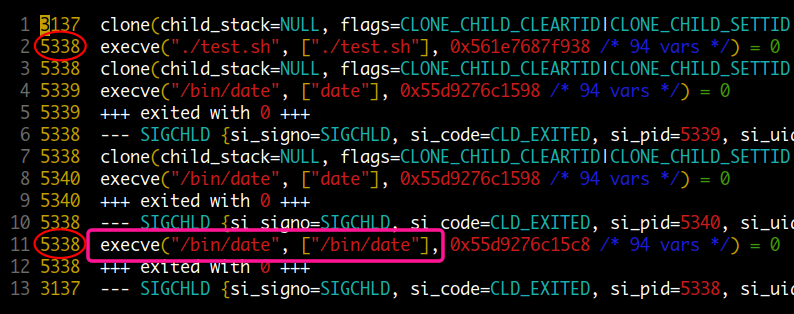 1 3137 clone(child_stack=NULL, flags=CLONE_CHILD_CLEARTID|CLONE_CHILD_SETTID
2 5338 execve("./test.sh", ["./test.sh"], 0x561e7687f938 /* 94 vars */) = 0
3 5338 clone(child_stack=NULL, flags=CLONE_CHILD_CLEARTID|CLONE_CHILD_SETTID
4 5339 execve("/bin/date", ["date"], 0x55d9276c1598 /* 94 vars */) = 0
5 5339 +++ exited with 0 +++
6 5338 --- SIGCHLD {si_signo=SIGCHLD, si_code=CLD_EXITED, si_pid=5339, si_uid
7 5338 clone(child_stack=NULL, flags=CLONE_CHILD_CLEARTID|CLONE_CHILD_SETTID
8 5340 execve("/bin/date", ["date"], 0x55d9276c1598 /* 94 vars */) = 0
9 5340 +++ exited with 0 +++
10 5338 --- SIGCHLD {si_signo=SIGCHLD, si_code=CLD_EXITED, si_pid=5340, si_uid
11 5338 execve("/bin/date", ["/bin/date"], 0x55d9276c15c8 /* 94 vars */) = 0
12 5338 +++ exited with 0 +++
13 3137 --- SIGCHLD {si_signo=SIGCHLD, si_code=CLD_EXITED, si_pid=5338, si_uid